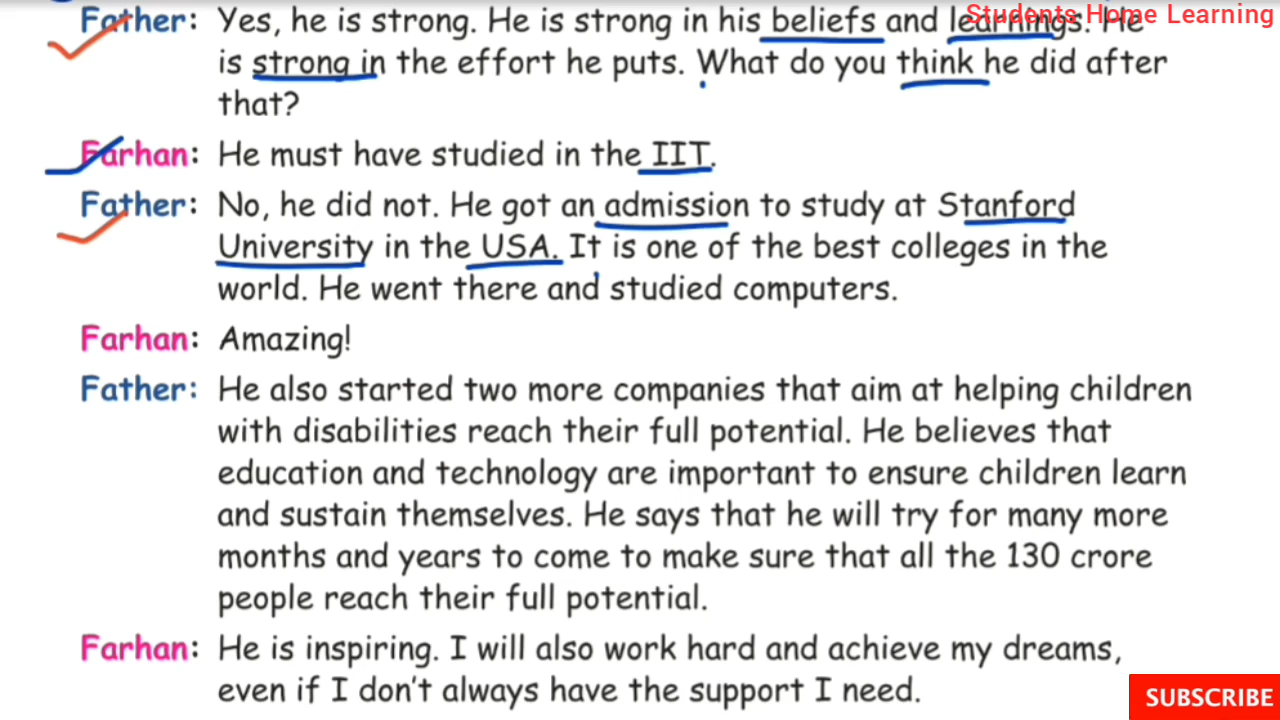 Students Home Learning
Father: Yes, he is strong. He is strong in his beliefs and learnings. He
is strong in the effort he puts. What do you think he did after
that?
Farhan: He must have studied in the IIT.
Father: No, he did not. He got an admission to study at Stanford
University in the USA. It is one of the best colleges in the
world. He went there and studied computers.
Farhan: Amazing!
Father: He also started two more companies that aim at helping children
with disabilities reach their full potential. He believes that
education and technology are important to ensure children learn
and sustain themselves. He says that he will try for many more
months and years to come to make sure that all the 130 crore
people reach their full potential.
Farhan: He is inspiring. I will also work hard and achieve my dreams,
even if I don't always have the support I need.
SUBSCRIBE